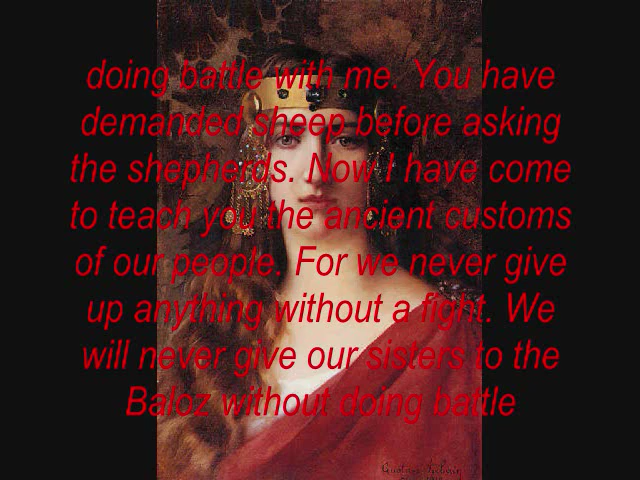 doing battle with me. You have
demanded sheep before asking
the shepherds. Now I have come
to teach you the ancient customs
of our people. For we never give
up anything without a fight. We
will never give our sisters to the
Baloz without doing battle